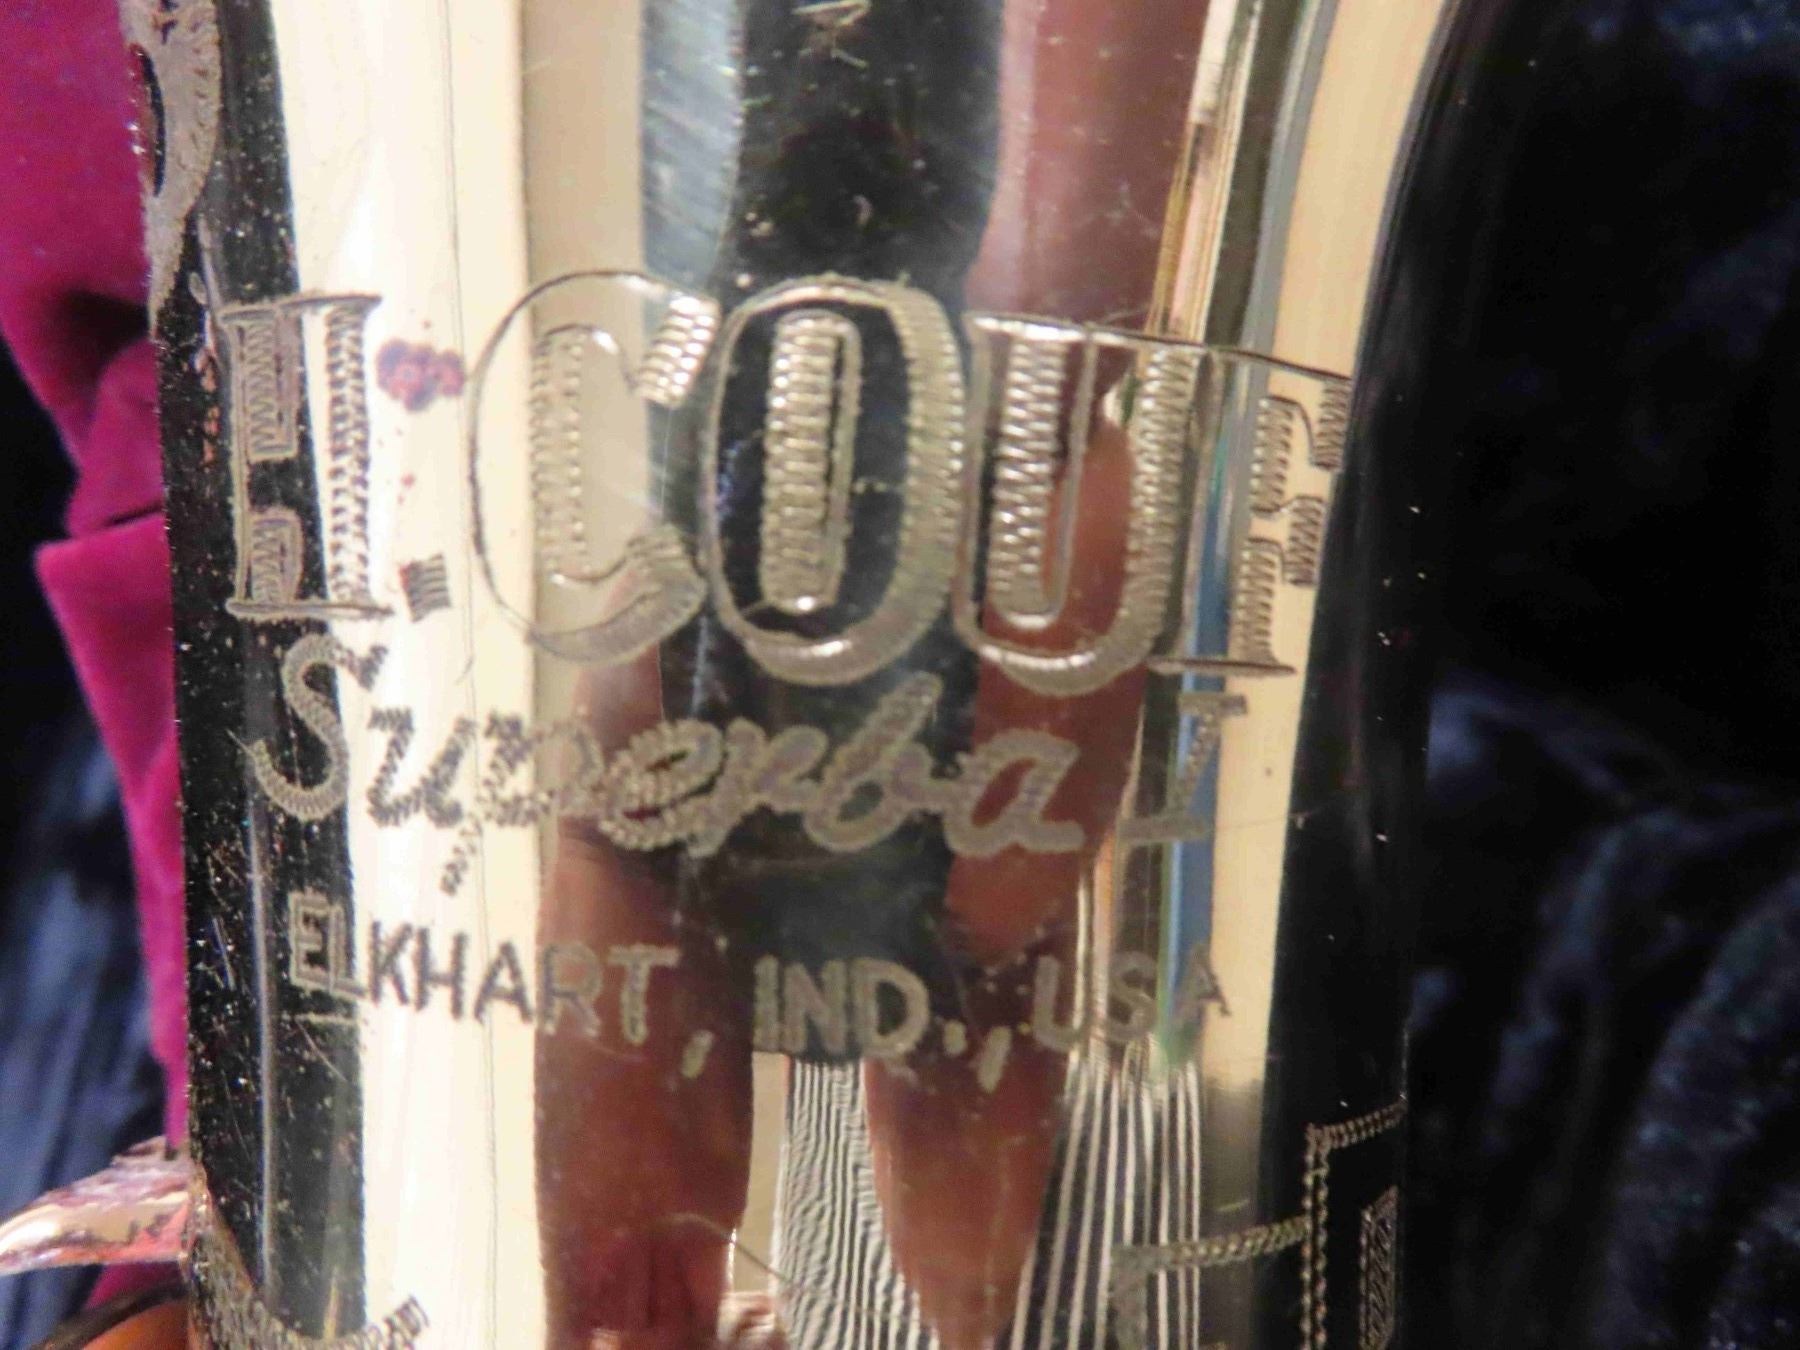 H. COUF
Superba I
ELKHART, IND., USA